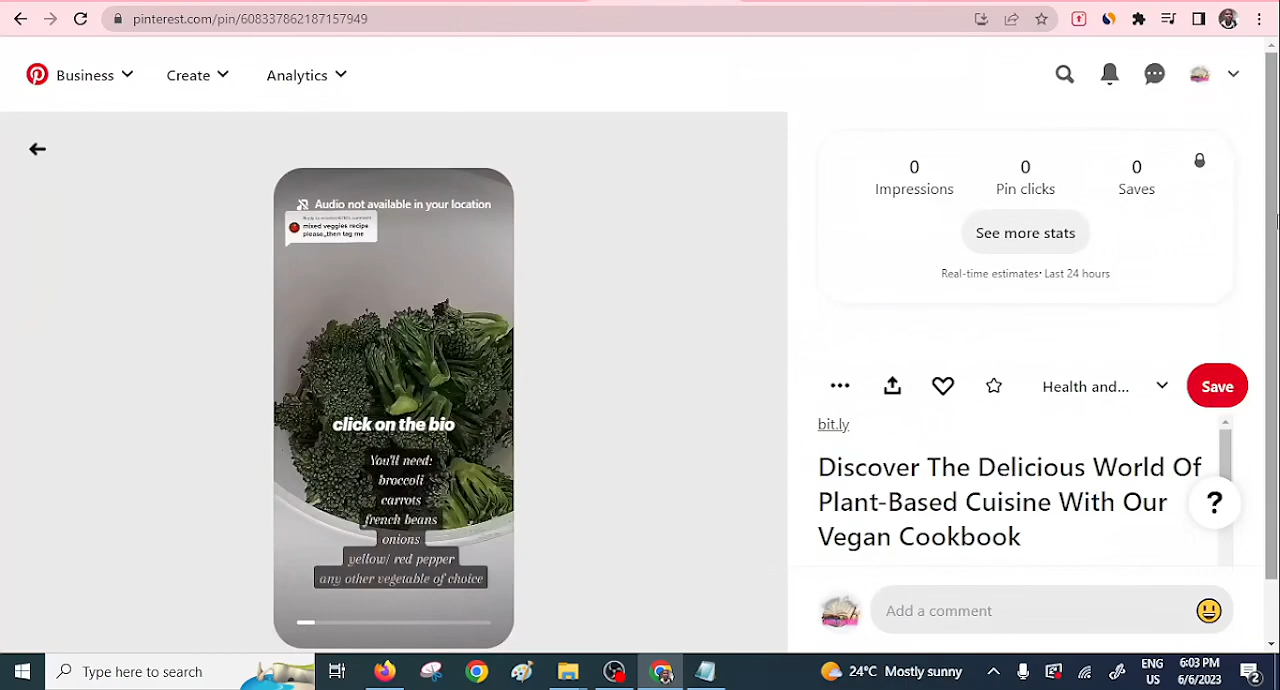 pinterest.com/pin/608337862187157949
Business
Create
Analytics
0
Impressions
0
Pin clicks
0
Saves
See more stats
Real-time estimates• Last 24 hours
Audio not available in your location
mixed veggies recipe
please,,then tag me
click on the bio
You'll need:
broccoli
carrots
french beans
onions
yellow/ red pepper
any other vegetable of choice
Health and...
Save
bit.ly
Discover The Delicious World Of
Plant-Based Cuisine With Our
Vegan Cookbook
?
Add a comment
Type here to search
24°C Mostly sunny
ENG
US
6:03 PM
6/6/2023
2